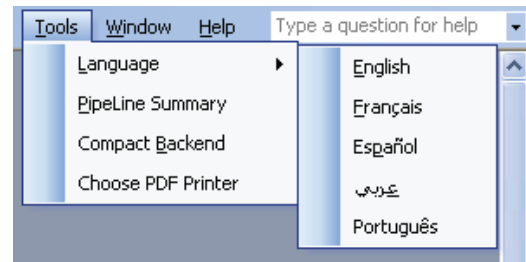 Tools Window Help Type a question for help
Language
PipeLine Summary
Compact Backend
Choose PDF Printer
English
Français
Español
عربي
Português